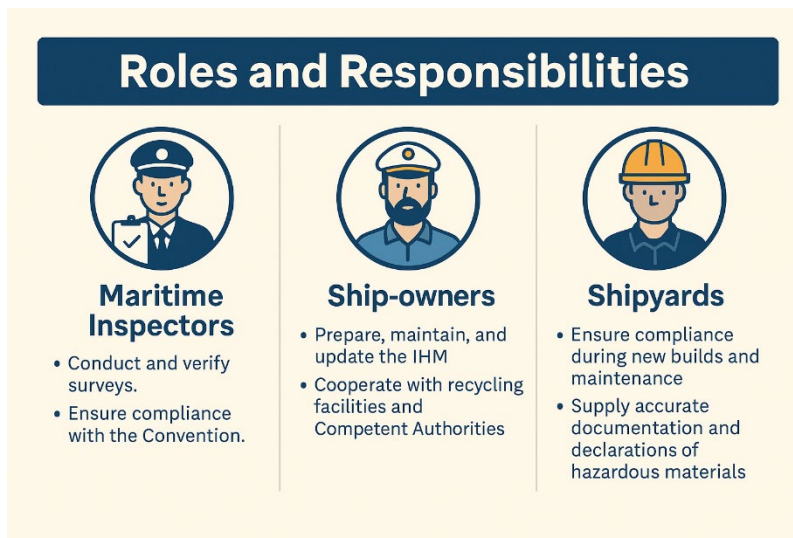 Roles and Responsibilities
Maritime
Inspectors
• Conduct and verify
surveys.
• Ensure compliance
with the Convention.
Ship-owners
• Prepare, maintain, and
update the IHM
• Cooperate with recycling
facilities and
Competent Authorities
Shipyards
• Ensure compliance
during new builds and
maintenance
• Supply accurate
documentation and
declarations of
hazardous materials